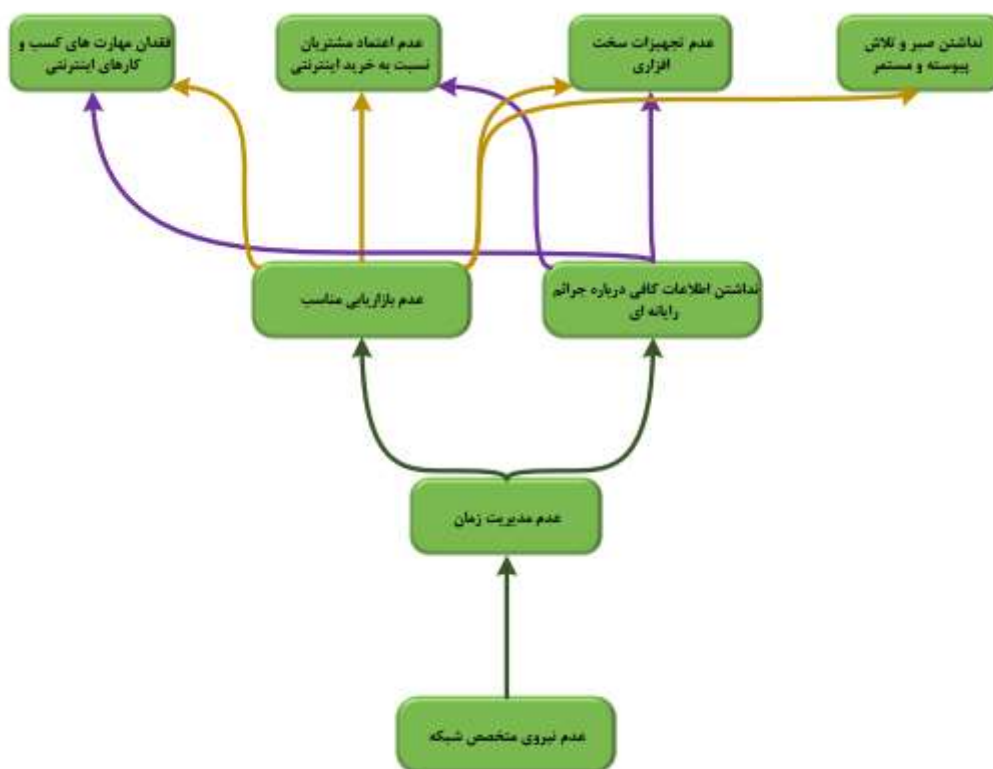 نداشتن صبر و تلاش
پیوسته و مستمر
عدم تجهیزات سخت
افزاری
عدم اعتماد مشتریان
نسبت به خرید اینترنتی
فقدان مهارت های کسب و
کارهای اینترنتی
نداشتن اطلاعات کافی درباره جرائم
رایانه ای
عدم بازاریابی مناسب
عدم مدیریت زمان
عدم نیروی متخصص شبکه